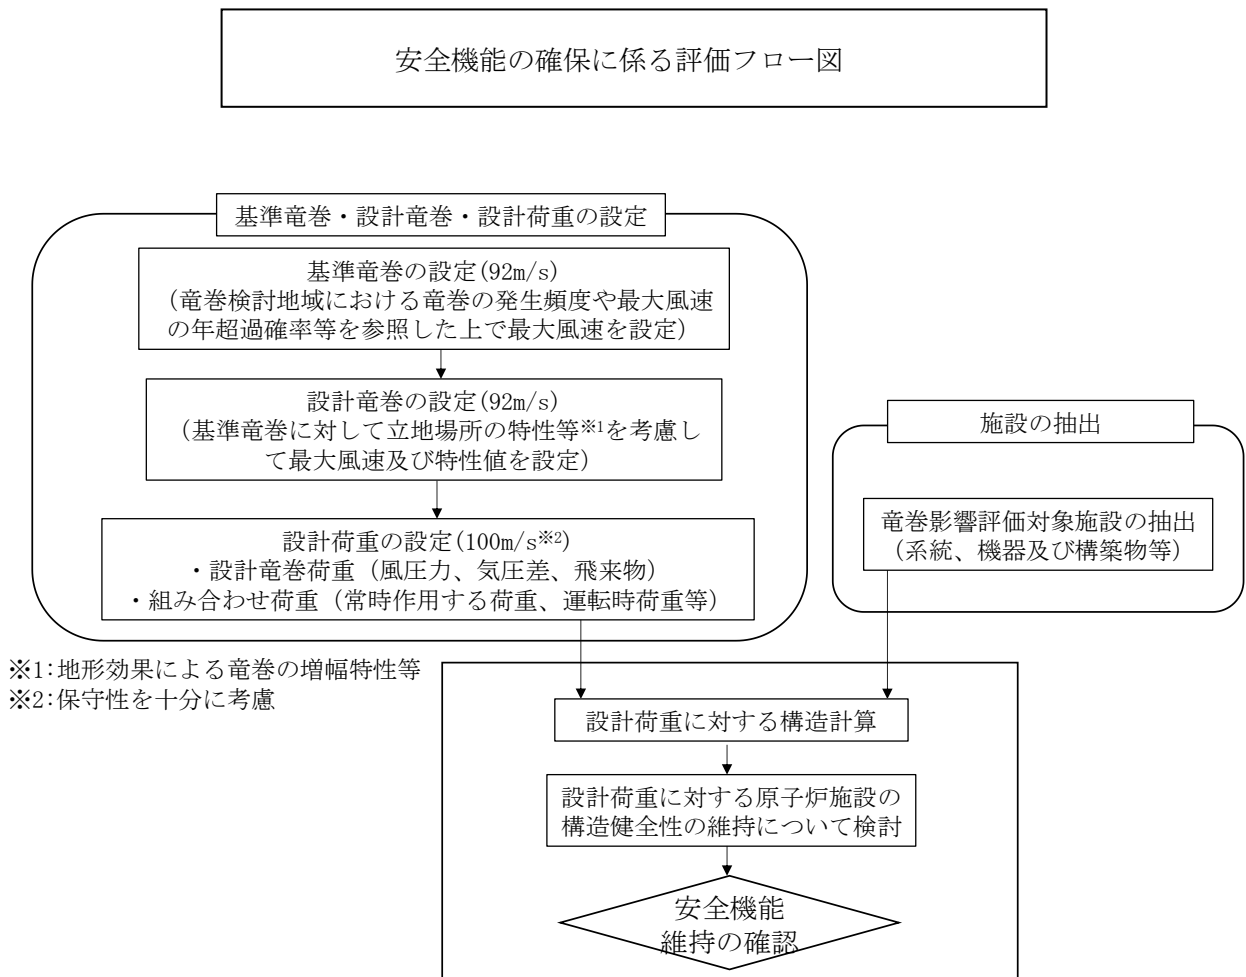 安全機能の確保に係る評価フロー図
基準竜巻・設計竜巻・設計荷重の設定
基準竜巻の設定(92m/s)
（竜巻検討地域における竜巻の発生頻度や最大風速
の年超過確率等を参照した上で最大風速を設定）
設計竜巻の設定(92m/s)
（基準竜巻に対して立地場所の特性等※1を考慮し
て最大風速及び特性値を設定）
設計荷重の設定(100m/s※2)
・設計竜巻荷重（風圧力、気圧差、飛来物）
・組み合わせ荷重（常時作用する荷重、運転時荷重等）
※1:地形効果による竜巻の増幅特性等
※2:保守性を十分に考慮
施設の抽出
竜巻影響評価対象施設の抽出
（系統、機器及び構築物等）
設計荷重に対する構造計算
設計荷重に対する原子炉施設の
構造健全性の維持について検討
安全機能
維持の確認